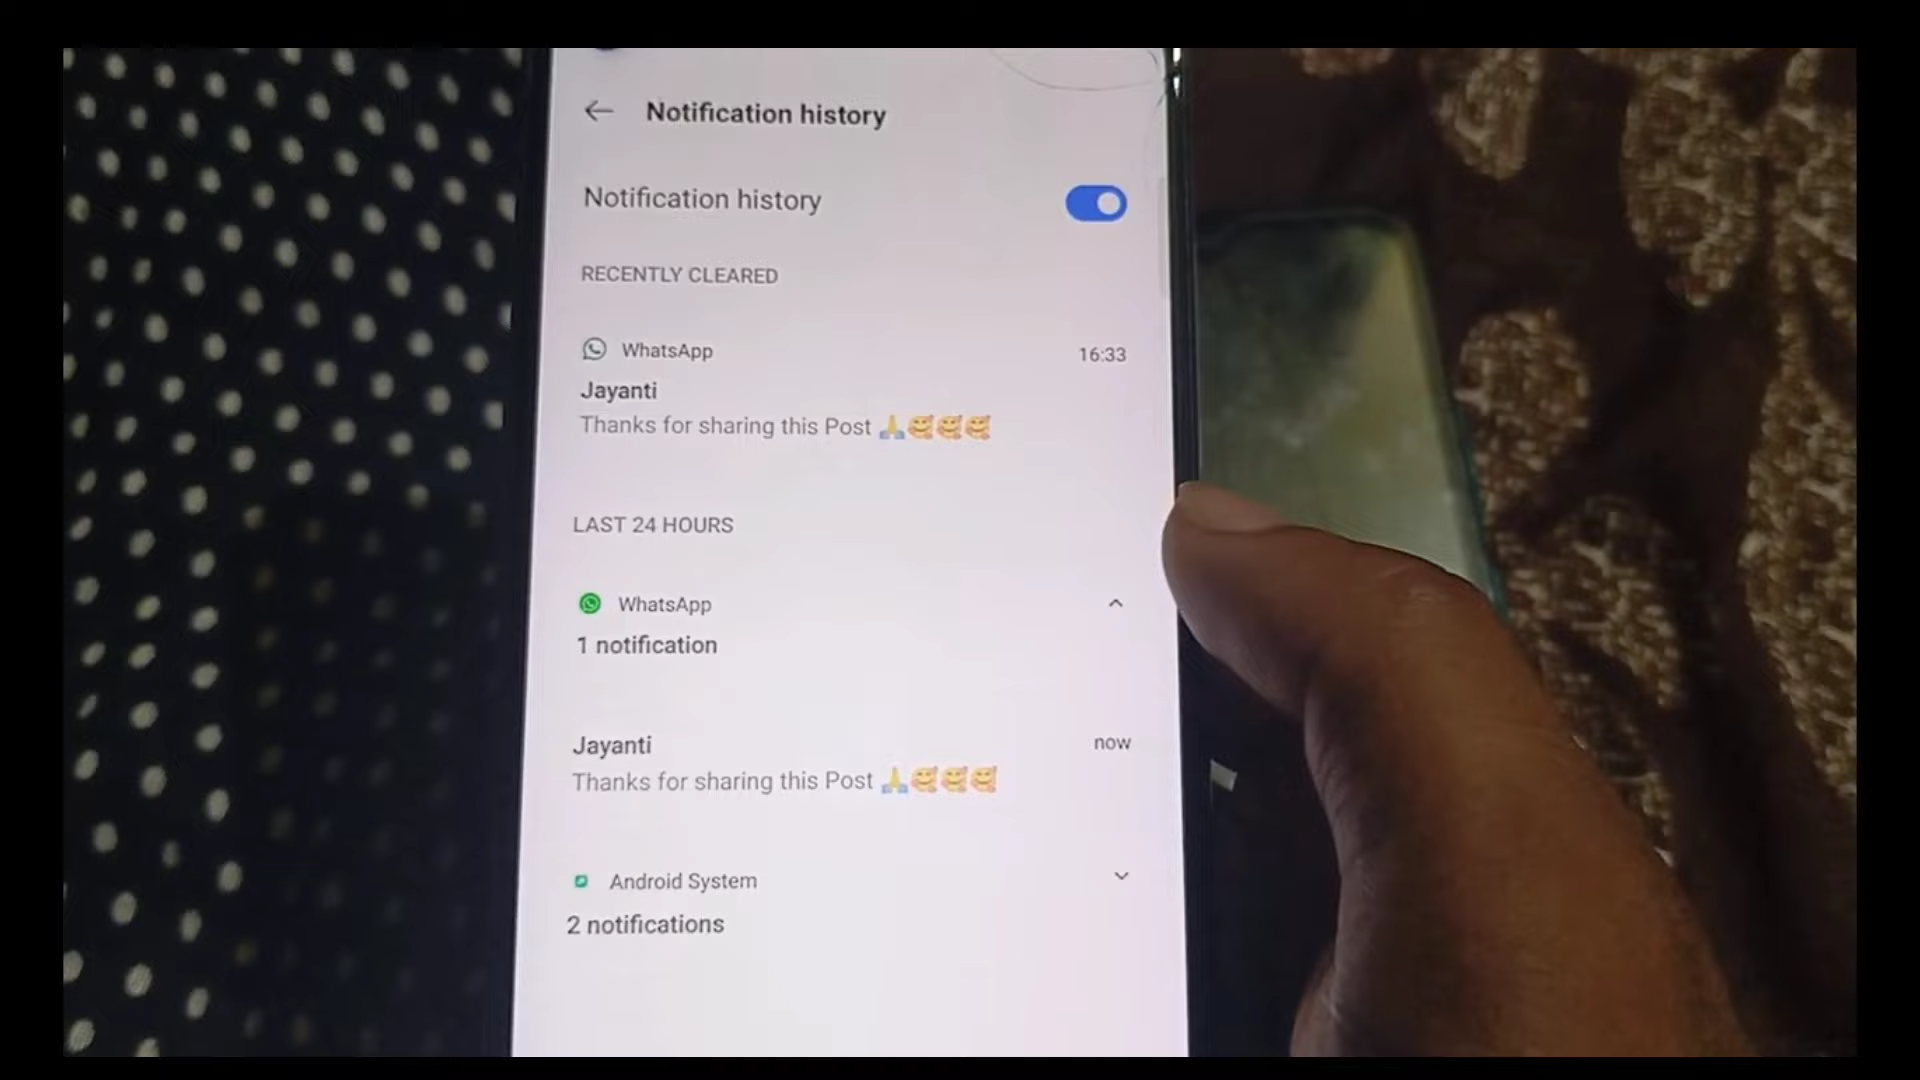 Notification history
Notification history
RECENTLY CLEARED
WhatsApp 16:33
Jayanti
Thanks for sharing this Post 🙏🥰🥰🥰
LAST 24 HOURS
WhatsApp
1 notification
Jayanti now
Thanks for sharing this Post 🙏🥰🥰🥰
Android System
2 notifications